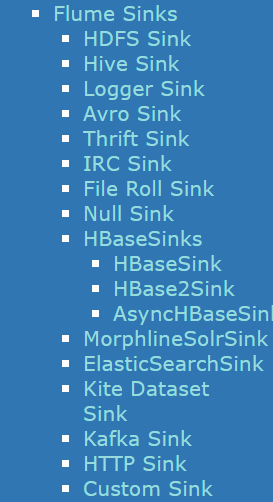 Flume Sinks
HDFS Sink
Hive Sink
Logger Sink
Avro Sink
Thrift Sink
IRC Sink
File Roll Sink
Null Sink
HBaseSinks
HBaseSink
HBase2Sink
AsyncHBaseSink
MorphlineSolrSink
ElasticSearchSink
Kite Dataset
Sink
Kafka Sink
HTTP Sink
Custom Sink